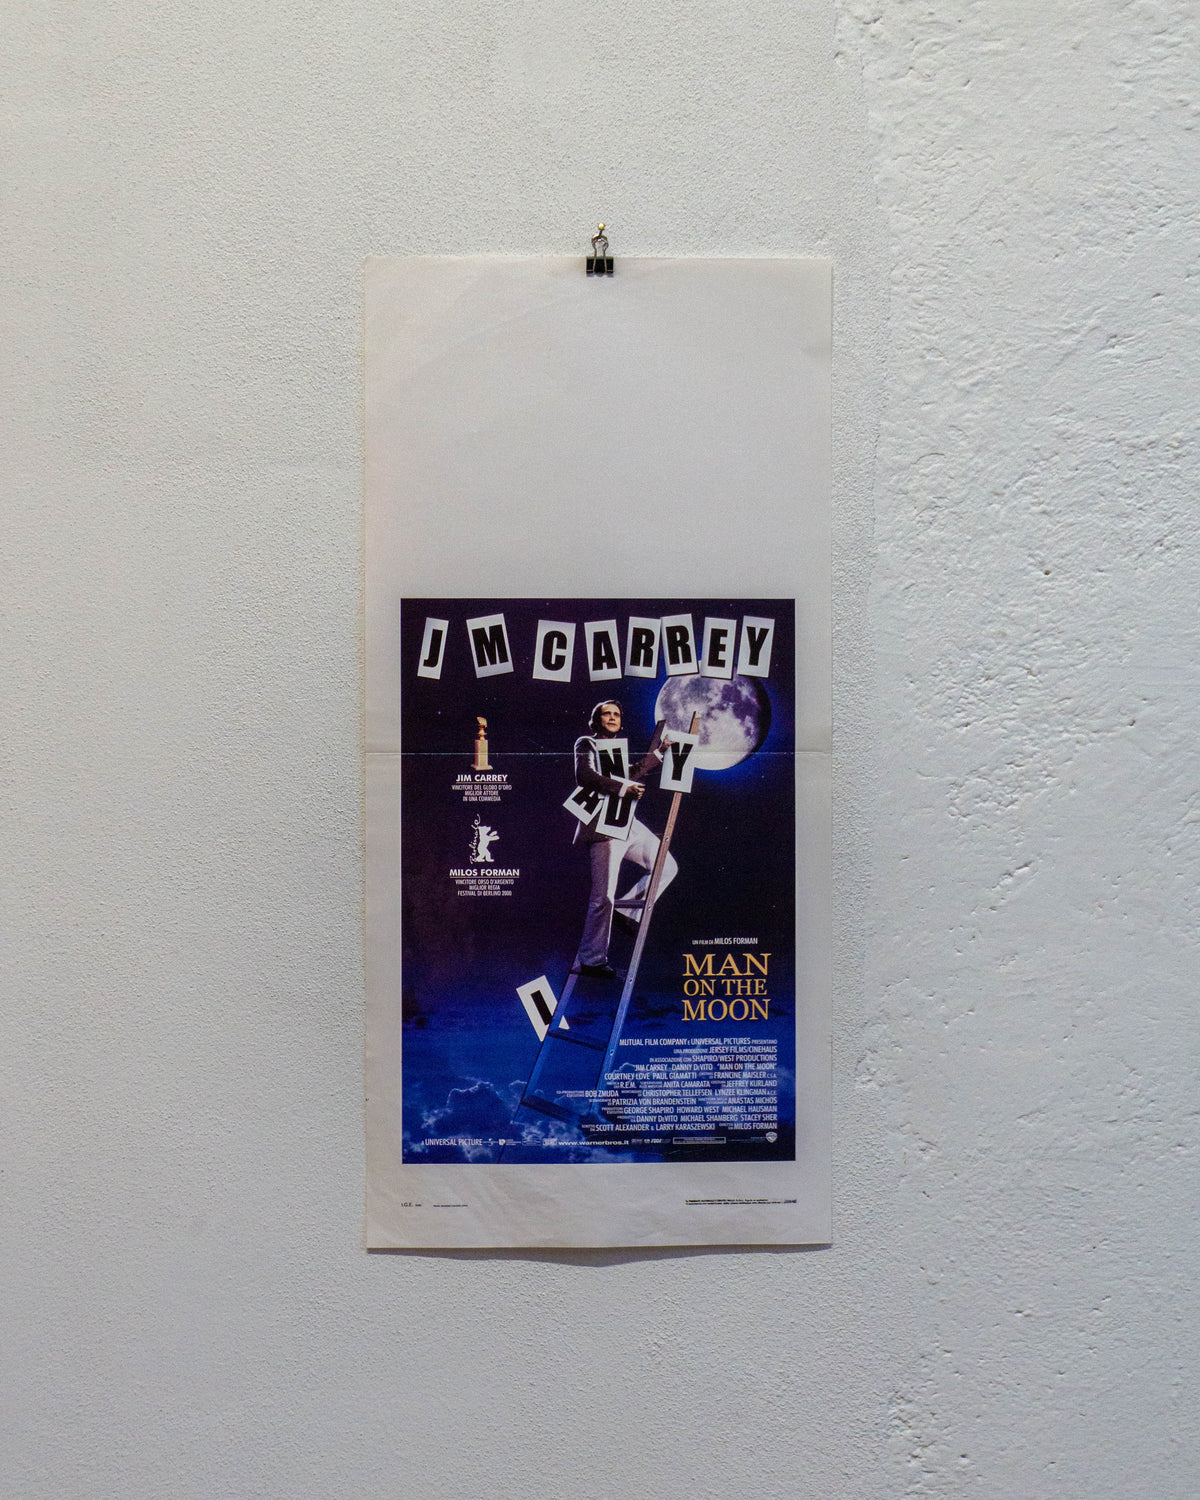 J M CARREY
N
Y
A U
JIM CARREY
VINCITORE DEL GLOBO D'ORO
MIGLIOR ATTORE
IN UNA COMMEDIA
MILOS FORMAN
VINCITORE ORSO D'ARGENTO
MIGLIOR REGIA
FESTIVAL DI BERLINO 2000
I
UN FILM DI MILOS FORMAN
MAN
ON THE
MOON
MUTUAL FILM COMPANY E UNIVERSAL PICTURES PRESENTANO
UNA PRODUZIONE JERSEY FILMS/CINEHAUS
IN ASSOCIAZIONE CON SHAPIRO/WEST PRODUCTIONS
JIM CARREY DANNY DeVITO "MAN ON THE MOON"
COURTNEY LOVE PAUL GIAMATTI FRANCINE MAISLER C.S.A.
R.E.M. ANITA CAMARATA JEFFREY KURLAND
BOB ZMUDA CHRISTOPHER TELLEFSEN LYNZEE KLINGMAN A.C.E.
PATRIZIA VON BRANDENSTEIN ANASTAS MICHOS
GEORGE SHAPIRO HOWARD WEST MICHAEL HAUSMAN
DANNY DeVITO MICHAEL SHAMBERG STACEY SHER
SCOTT ALEXANDER & LARRY KARASZEWSKI MILOS FORMAN
A UNIVERSAL PICTURE www.warnerbros.it
I.G.E.